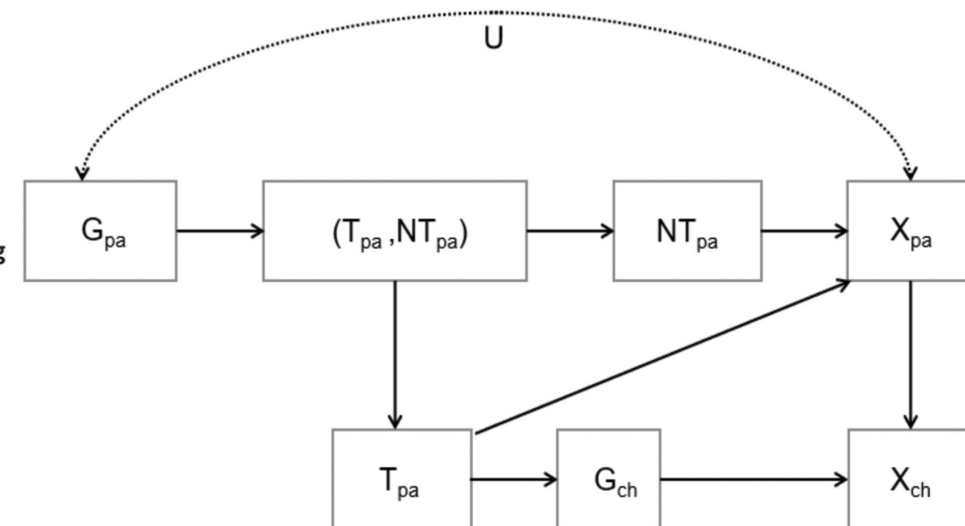 U
G_pa
(T_pa ,NT_pa)
NT_pa
X_pa
g
T_pa
G_ch
X_ch